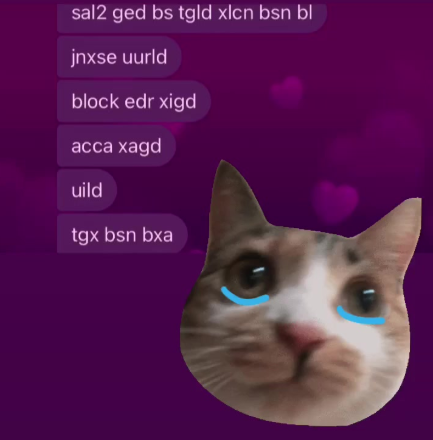 sal2 ged bs tgld xlcn bsn bl
jnxse uurld
block edr xigd
acca xagd
uild
tgx bsn bxa